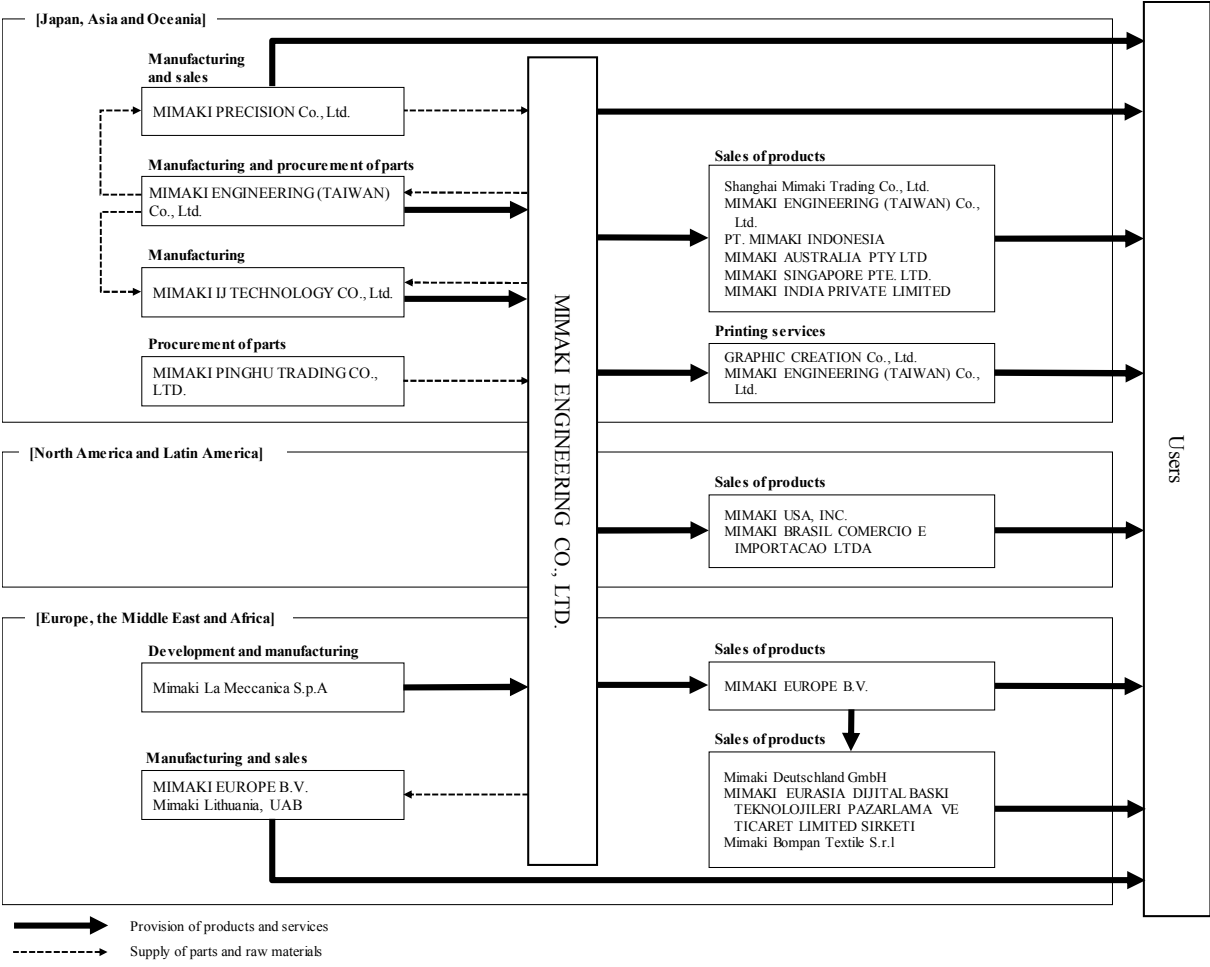 [Japan, Asia and Oceania]
Manufacturing
and sales
MIMAKI PRECISION Co., Ltd.
Manufacturing and procurement of parts
MIMAKI ENGINEERING (TAIWAN)
Co., Ltd.
Manufacturing
MIMAKI IJ TECHNOLOGY CO., Ltd.
Procurement of parts
MIMAKI PINGHU TRADING CO.,
LTD.
MIMAKI ENGINEERING CO., LTD.
Sales of products
Shanghai Mimaki Trading Co., Ltd.
MIMAKI ENGINEERING (TAIWAN) Co.,
Ltd.
PT. MIMAKI INDONESIA
MIMAKI AUSTRALIA PTY LTD
MIMAKI SINGAPORE PTE. LTD.
MIMAKI INDIA PRIVATE LIMITED
Printing services
GRAPHIC CREATION Co., Ltd.
MIMAKI ENGINEERING (TAIWAN) Co.,
Ltd.
Users
[North America and Latin America]
Sales of products
MIMAKI USA, INC.
MIMAKI BRASIL COMERCIO E
IMPORTACAO LTDA
[Europe, the Middle East and Africa]
Development and manufacturing
Mimaki La Meccanica S.p.A
Manufacturing and sales
MIMAKI EUROPE B.V.
Mimaki Lithuania, UAB
Sales of products
MIMAKI EUROPE B.V.
Sales of products
Mimaki Deutschland GmbH
MIMAKI EURASIA DIJITAL BASKI
TEKNOLOJILERI PAZARLAMA VE
TICARET LIMITED SIRKETI
Mimaki Bompan Textile S.r.l
Provision of products and services
Supply of parts and raw materials